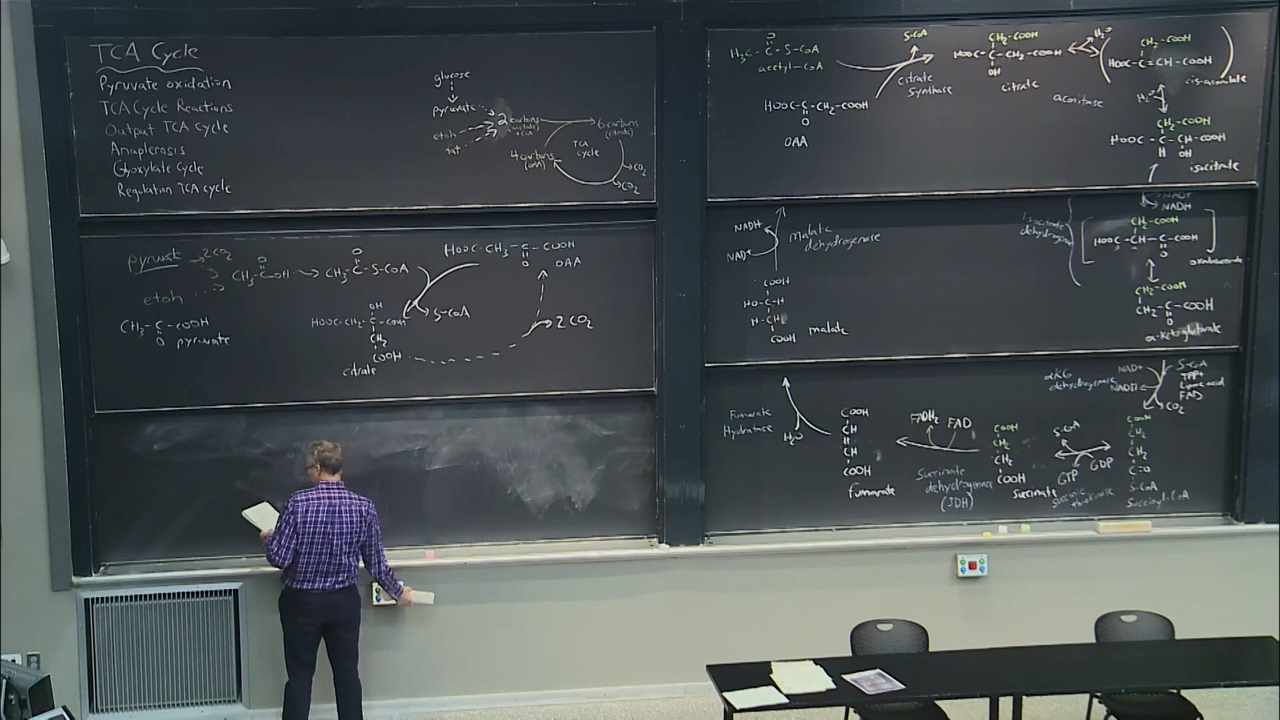 TCA Cycle
Pyruvate oxidation
TCA Cycle Reactions
Output TCA Cycle
Anaplerosis
Glyoxylate Cycle
Regulation TCA cycle
glucose
pyruvate
etoh
fat
2 carbons
(acetate)
+CoA
6 carbons
(citrate)
TCA
cycle
4 carbons
(OAA)
CO2
CO2
pyruvate
2CO2
etoh
O
CH3-C-OH
O
CH3-C-S-CoA
HOOC-CH3-C-COOH
O OAA
S-CoA
OH
HOOC-CH2-C-COOH
CH2
COOH
citrate
2 CO2
CH3-C-COOH
O pyruvate
O
H3C-C-S-CoA
acetyl-CoA
HOOC-C-CH2-COOH
O
OAA
S-CoA
citrate
synthase
CH2-COOH
HOOC-C-CH2-COOH
OH
citrate
H2O
aconitase
CH2-COOH
HOOC-C=CH-COOH
cis-aconitate
H2O
CH2-COOH
HOOC-C-CH-COOH
H OH
isocitrate
NADH
Isocitrate
dehydrogenase
CH2-COOH
HOOC-CH-C-COOH
O
CH2-COOH
CH2-C-COOH
O
α-ketoglutarate
NADH
NAD+
Malate
dehydrogenase
COOH
HO-C-H
H-CH
COOH
malate
αKG
dehydrogenase
NAD+
NADH
S-CoA
TPP
Lipoic acid
FAD
CO2
COOH
CH2
CH2
C=O
S-CoA
Succinyl-CoA
S-CoA
GTP
GDP
Succinic
thiokinase
COOH
CH2
CH2
COOH
Succinate
FADH2
FAD
Succinate
dehydrogenase
(SDH)
COOH
CH
CH
COOH
fumarate
Fumarate
Hydratase
H2O